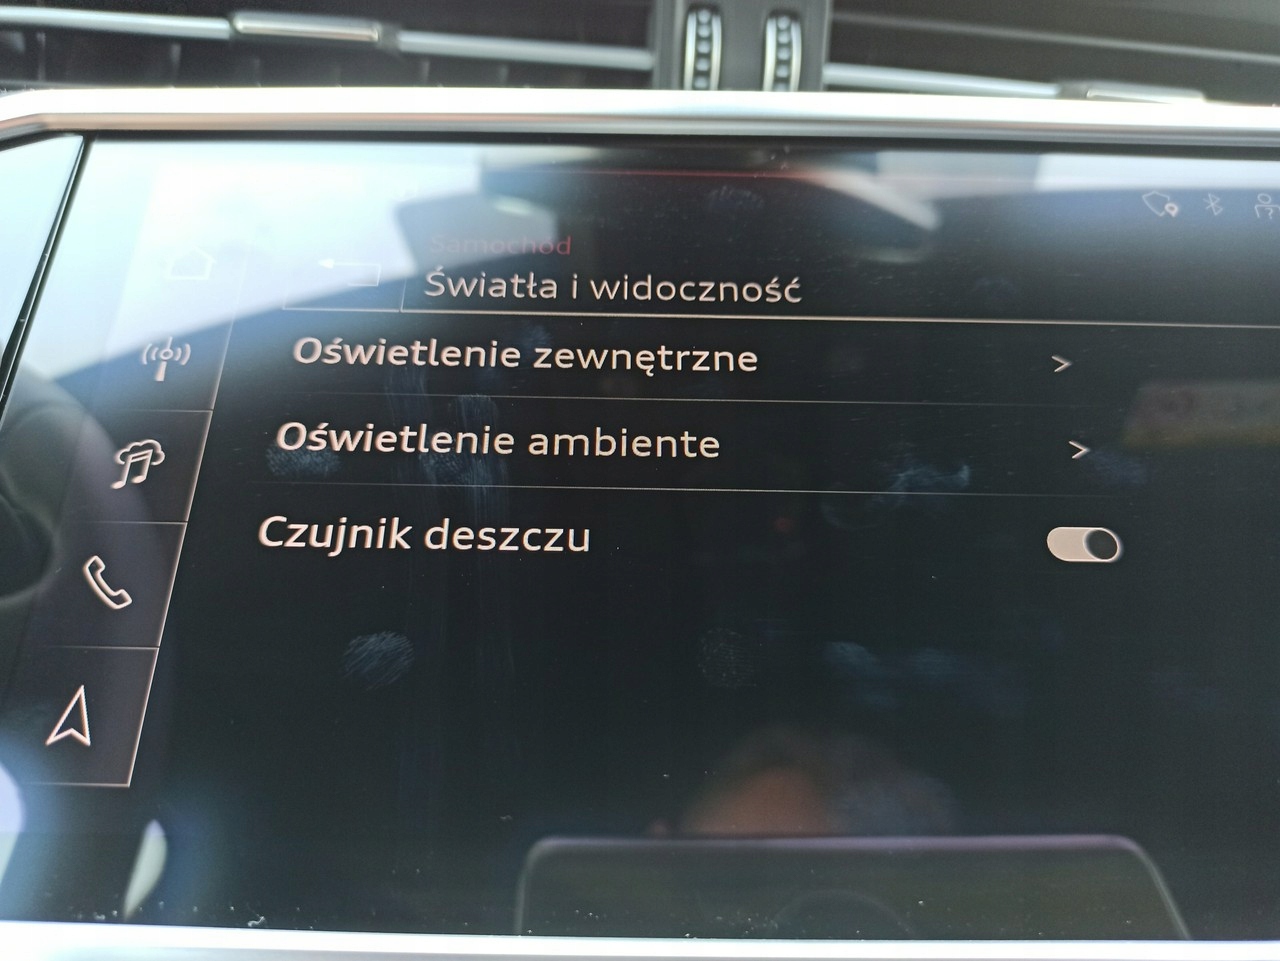 Samochód
Światła i widoczność
Oświetlenie zewnętrzne
Oświetlenie ambiente
Czujnik deszczu